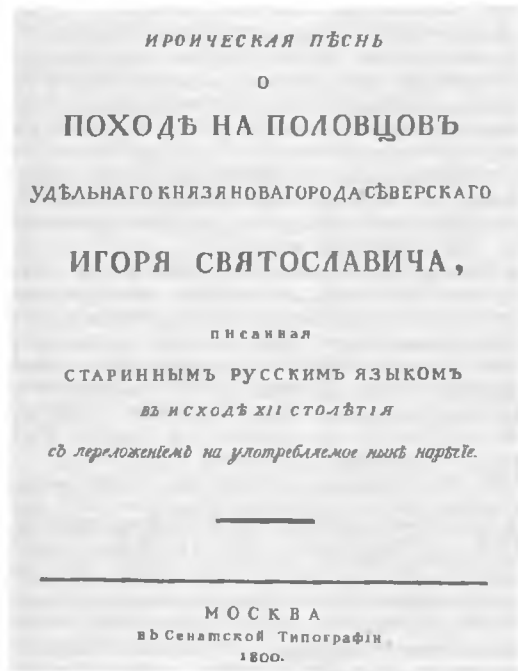 ИРОИЧЕСКАЯ ПѢСНЬ
О
ПОХОДѢ НА ПОЛОВЦОВЪ
УДѢЛЬНАГО КНЯЗЯ НОВАГОРОДА СѢВЕРСКАГО
ИГОРЯ СВЯТОСЛАВИЧА,
писанная
СТАРИННЫМЪ РУССКИМЪ ЯЗЫКОМЪ
ВЪ ИСХОДѢ XII СТОЛѢТІЯ
съ переложеніемъ на употребляемое нынѣ нарѣчіе.
МОСКВА
въ Сенатской Типографіи,
1800.